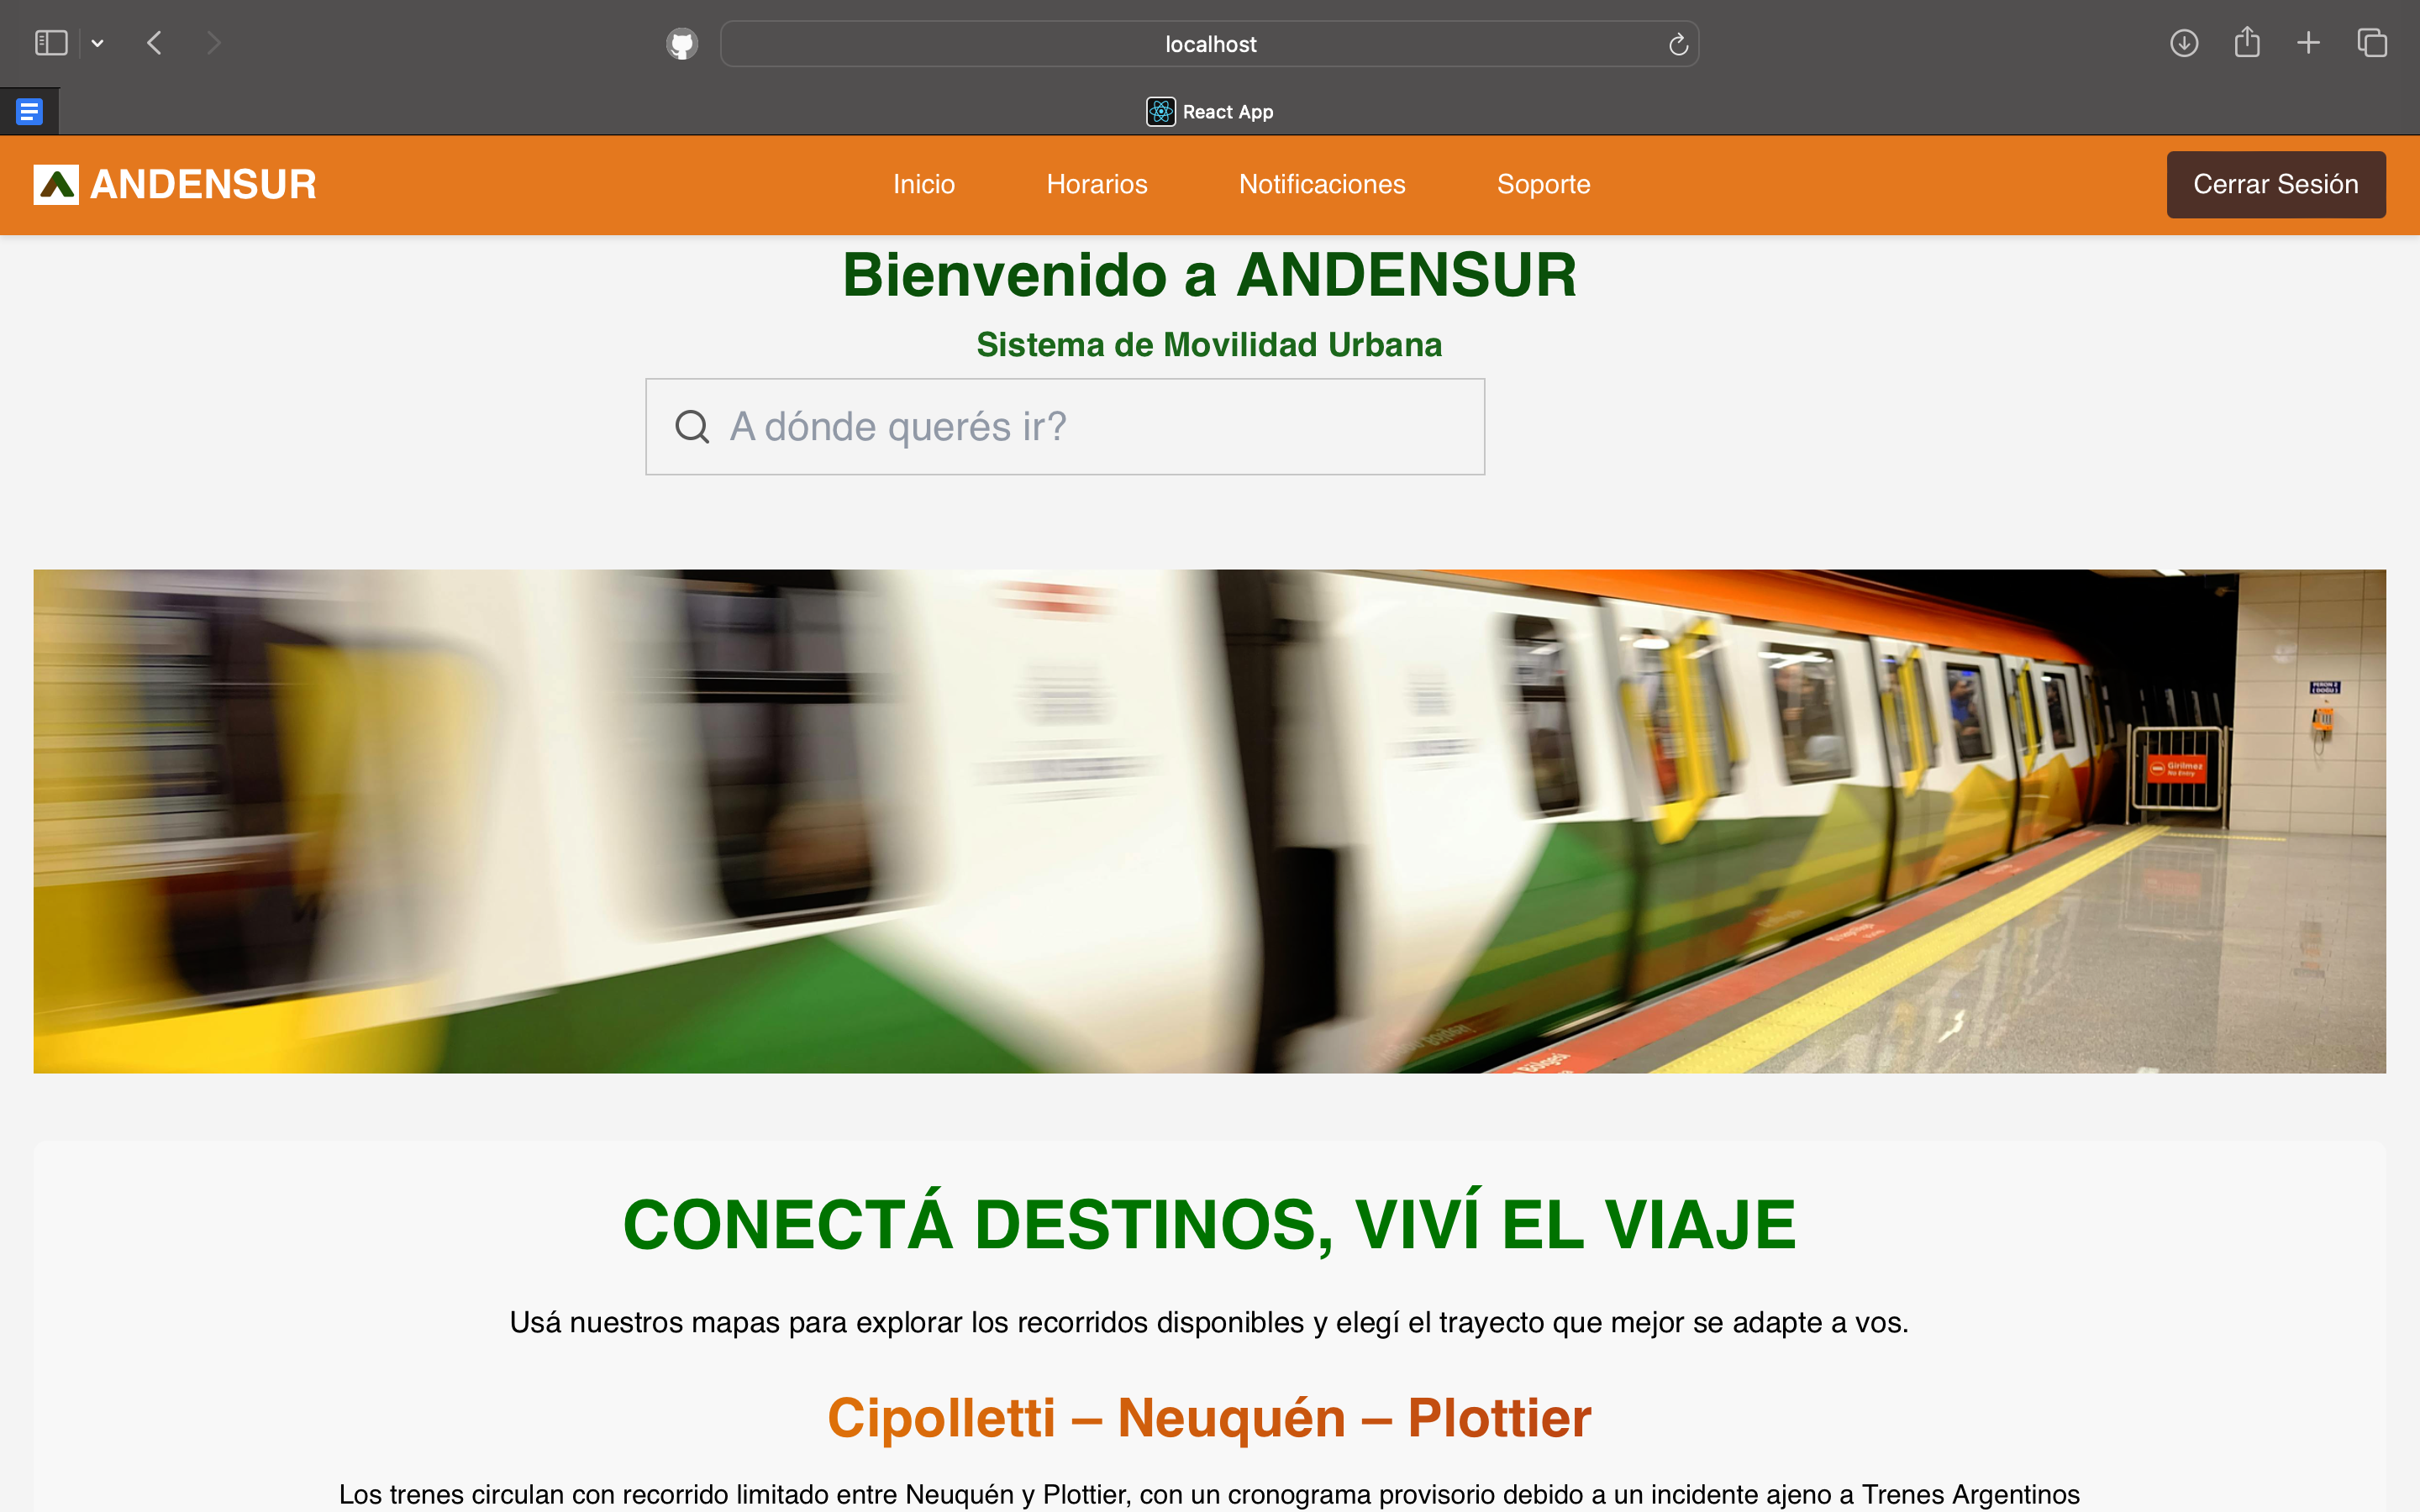 localhost
React App
ANDENSUR
Inicio
Horarios
Notificaciones
Soporte
Cerrar Sesión
Bienvenido a ANDENSUR
Sistema de Movilidad Urbana
A dónde querés ir?
Girilmez
No Entry
CONECTÁ DESTINOS, VIVÍ EL VIAJE
Usá nuestros mapas para explorar los recorridos disponibles y elegí el trayecto que mejor se adapte a vos.
Cipolletti – Neuquén – Plottier
Los trenes circulan con recorrido limitado entre Neuquén y Plottier, con un cronograma provisorio debido a un incidente ajeno a Trenes Argentinos